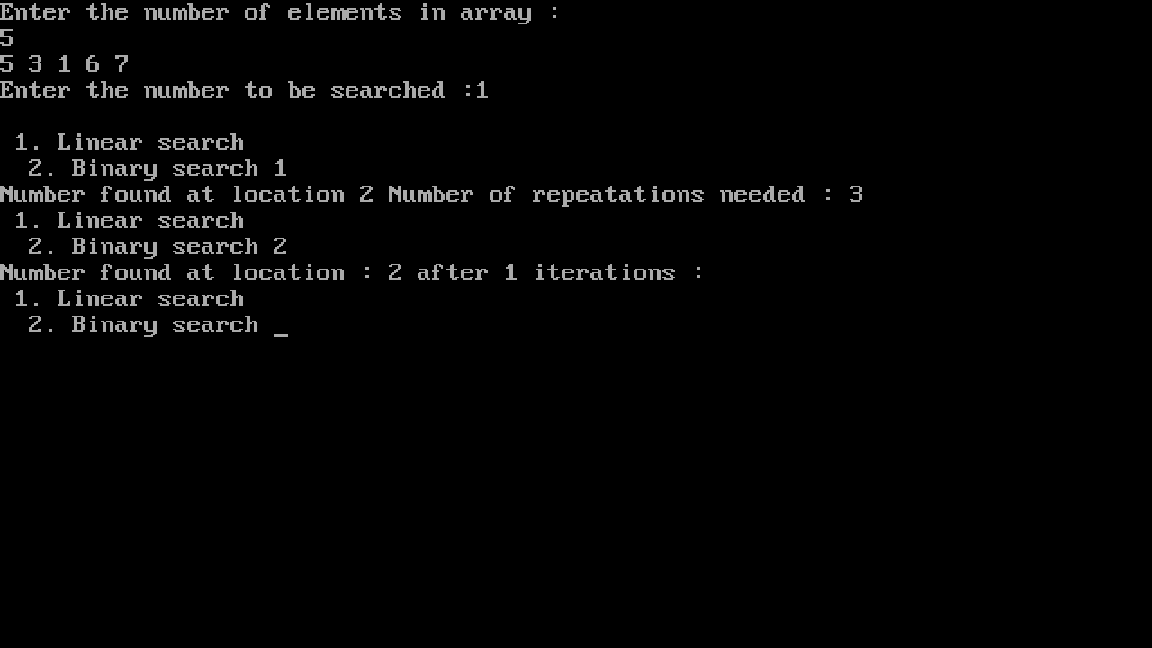 Enter the number of elements in array :
5
5 3 1 6 7
Enter the number to be searched :1
1. Linear search
2. Binary search 1
Number found at location 2 Number of repeatations needed : 3
1. Linear search
2. Binary search 2
Number found at location : 2 after 1 iterations :
1. Linear search
2. Binary search _